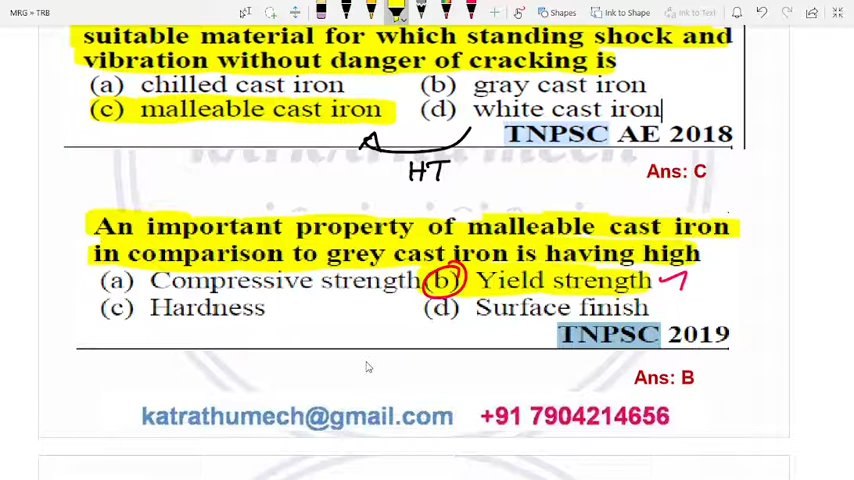 MRG – TRB
Shapes
Ink to Shape
Ink to Text
suitable material for which standing shock and
vibration without danger of cracking is
(a) chilled cast iron (b) gray cast iron
(c) malleable cast iron (d) white cast iron
TNPSC AE 2018
HT
Ans: C
An important property of malleable cast iron
in comparison to grey cast iron is having high
(a) Compressive strength (b) Yield strength
(c) Hardness (d) Surface finish
TNPSC 2019
Ans: B
katrathumech@gmail.com +91 7904214656